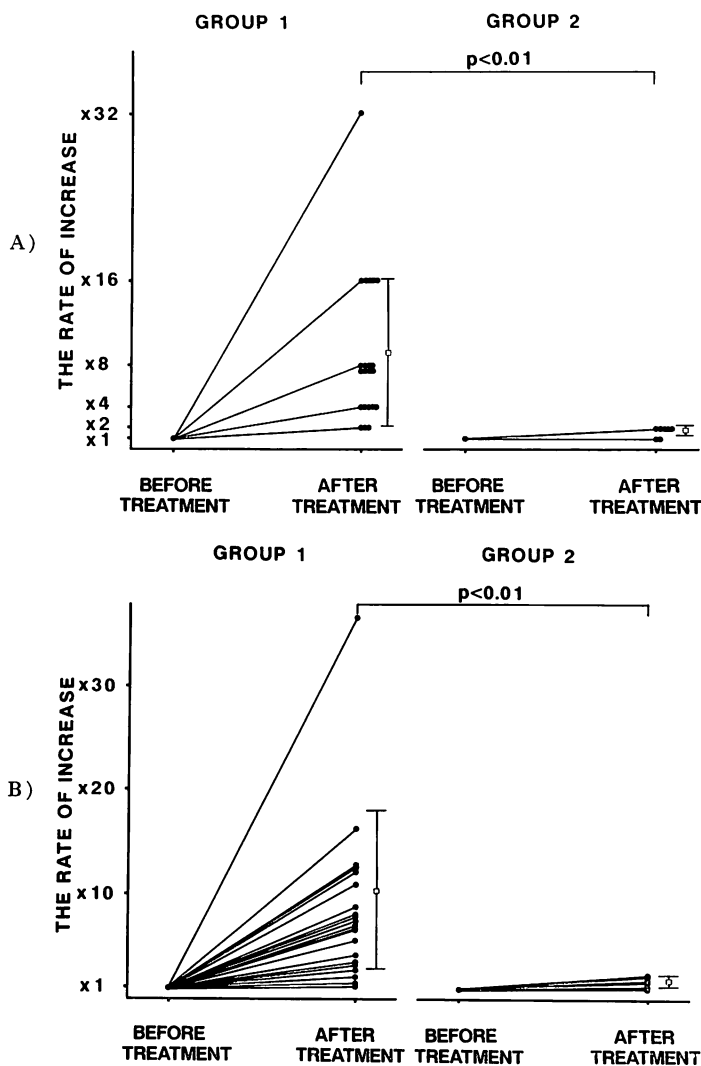 GROUP 1 GROUP 2
p<0.01
A)
THE RATE OF INCREASE
x32
x16
x8
x4
x2
x1
BEFORE TREATMENT
AFTER TREATMENT
BEFORE TREATMENT
AFTER TREATMENT
GROUP 1 GROUP 2
p<0.01
B)
THE RATE OF INCREASE
x30
x20
x10
x1
BEFORE TREATMENT
AFTER TREATMENT
BEFORE TREATMENT
AFTER TREATMENT